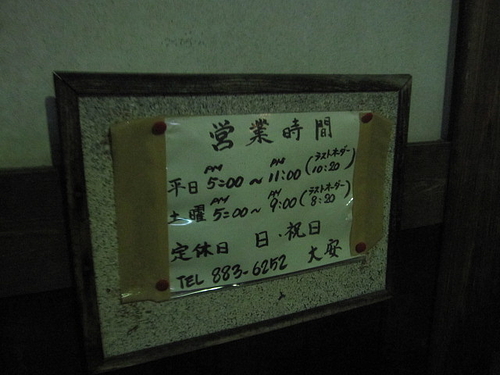 営業時間
平日 PM 5:00 ~ PM 11:00 (ラストオーダー 10:20)
土曜 PM 5:00 ~ PM 9:00 (ラストオーダー 8:20)
定休日 日・祝日
TEL 883-6252 大安